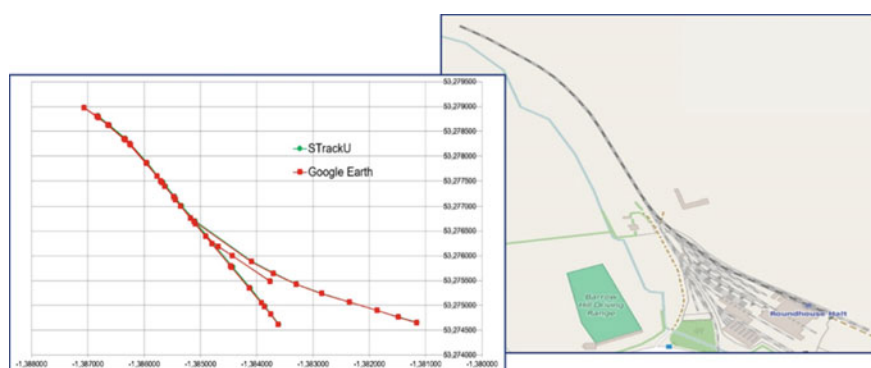 53,279500
53,279000
53,278500
53,278000
53,277500
53,277000
53,276500
53,276000
53,275500
53,275000
53,274500
53,274000
STrackU
Google Earth
-1,388000 -1,387000 -1,386000 -1,385000 -1,384000 -1,383000 -1,382000 -1,381000 -1,380000
Barrow
Hill Driving
Range
Roundhouse Halt